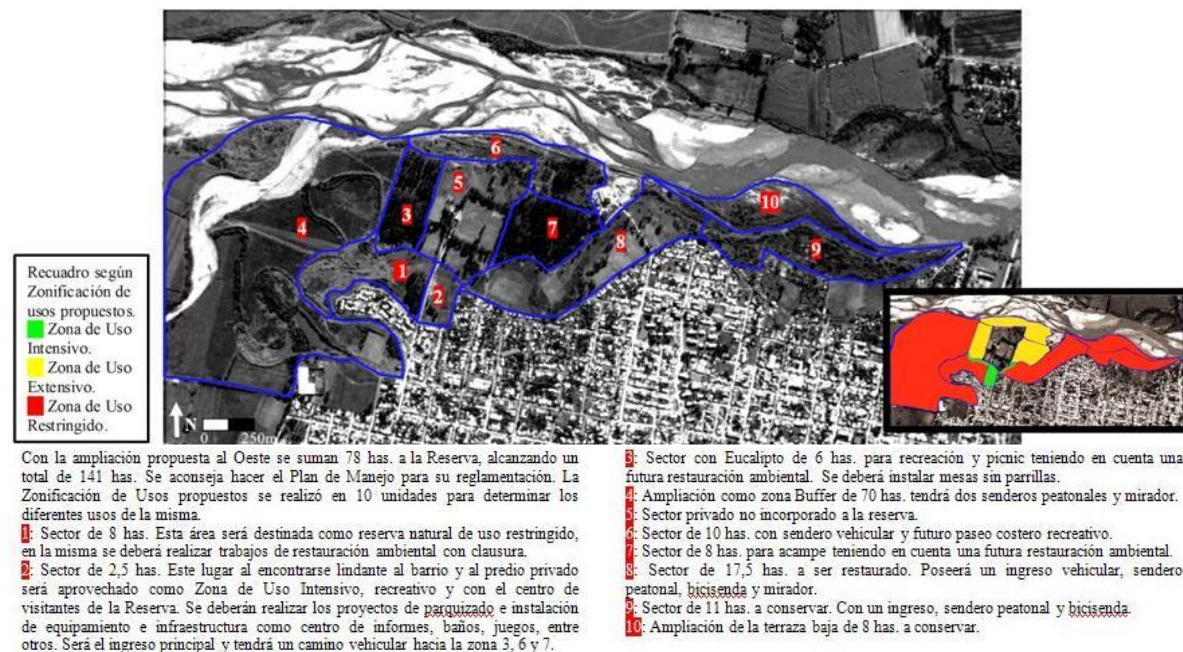 6
5
3
7
10
4
8
9
1
2
N
0 250m
Recuadro según
Zonificación de
usos propuestos.
Zona de Uso
Intensivo.
Zona de Uso
Extensivo.
Zona de Uso
Restringido.
Con la ampliación propuesta al Oeste se suman 78 has. a la Reserva, alcanzando un
total de 141 has. Se aconseja hacer el Plan de Manejo para su reglamentación. La
Zonificación de Usos propuestos se realizó en 10 unidades para determinar los
diferentes usos de la misma.
1: Sector de 8 has. Esta área será destinada como reserva natural de uso restringido,
en la misma se deberá realizar trabajos de restauración ambiental con clausura.
2: Sector de 2,5 has. Este lugar al encontrarse lindante al barrio y al predio privado
será aprovechado como Zona de Uso Intensivo, recreativo y con el centro de
visitantes de la Reserva. Se deberán realizar los proyectos de parquizado e instalación
de equipamiento e infraestructura como centro de informes, baños, juegos, entre
otros. Será el ingreso principal y tendrá un camino vehicular hacia la zona 3, 6 y 7.
3: Sector con Eucalipto de 6 has. para recreación y picnic teniendo en cuenta una
futura restauración ambiental. Se deberá instalar mesas sin parrillas.
4: Ampliación como zona Buffer de 70 has. tendrá dos senderos peatonales y mirador.
5: Sector privado no incorporado a la reserva.
6: Sector de 10 has. con sendero vehicular y futuro paseo costero recreativo.
7: Sector de 8 has. para acampe teniendo en cuenta una futura restauración ambiental.
8: Sector de 17,5 has. a ser restaurado. Poseerá un ingreso vehicular, sendero
peatonal, bicisenda y mirador.
9: Sector de 11 has. a conservar. Con un ingreso, sendero peatonal y bicisenda.
10: Ampliación de la terraza baja de 8 has. a conservar.